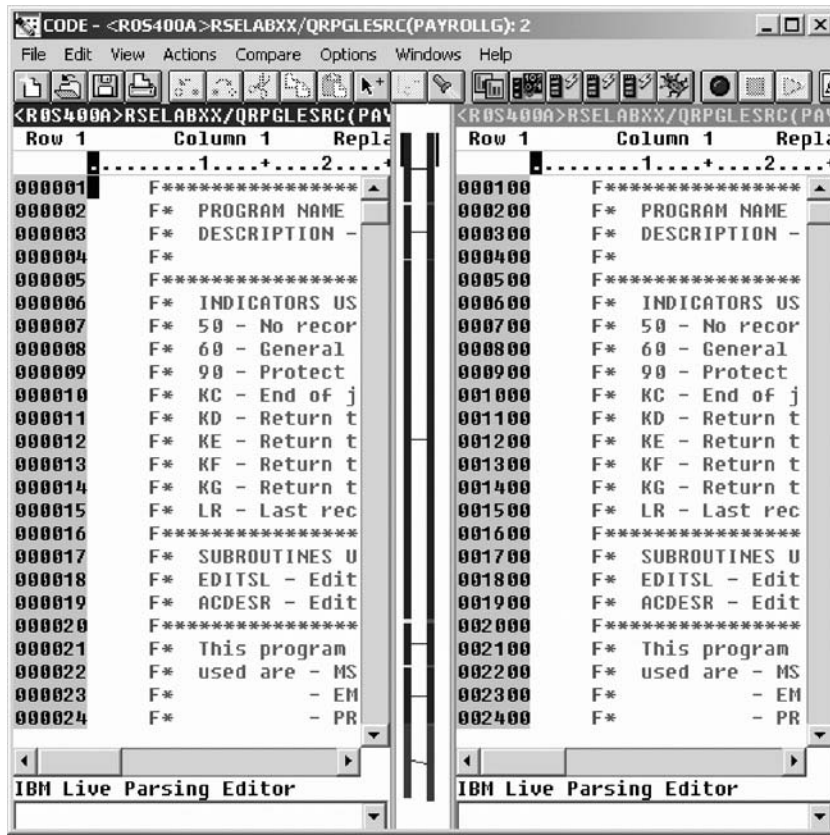 CODE - <ROS400A>RSELABXX/QRPGLESRC(PAYROLLG): 2
File Edit View Actions Compare Options Windows Help
<ROS400A>RSELABXX/QRPGLESRC(PAY
Row 1 Column 1 Repla
.........1....+....2....+
000001 F*****************
000002 F* PROGRAM NAME
000003 F* DESCRIPTION -
000004 F*
000005 F*****************
000006 F* INDICATORS US
000007 F* 50 - No recor
000008 F* 60 - General
000009 F* 90 - Protect
000010 F* KC - End of j
000011 F* KD - Return t
000012 F* KE - Return t
000013 F* KF - Return t
000014 F* KG - Return t
000015 F* LR - Last rec
000016 F*****************
000017 F* SUBROUTINES U
000018 F* EDITSL - Edit
000019 F* ACDESR - Edit
000020 F*****************
000021 F* This program
000022 F* used are - MS
000023 F* - EM
000024 F* - PR
IBM Live Parsing Editor
<ROS400A>RSELABXX/QRPGLESRC(PAY
Row 1 Column 1 Repla
.........1....+....2....+
000100 F*****************
000200 F* PROGRAM NAME
000300 F* DESCRIPTION -
000400 F*
000500 F*****************
000600 F* INDICATORS US
000700 F* 50 - No recor
000800 F* 60 - General
000900 F* 90 - Protect
001000 F* KC - End of j
001100 F* KD - Return t
001200 F* KE - Return t
001300 F* KF - Return t
001400 F* KG - Return t
001500 F* LR - Last rec
001600 F*****************
001700 F* SUBROUTINES U
001800 F* EDITSL - Edit
001900 F* ACDESR - Edit
002000 F*****************
002100 F* This program
002200 F* used are - MS
002300 F* - EM
002400 F* - PR
IBM Live Parsing Editor